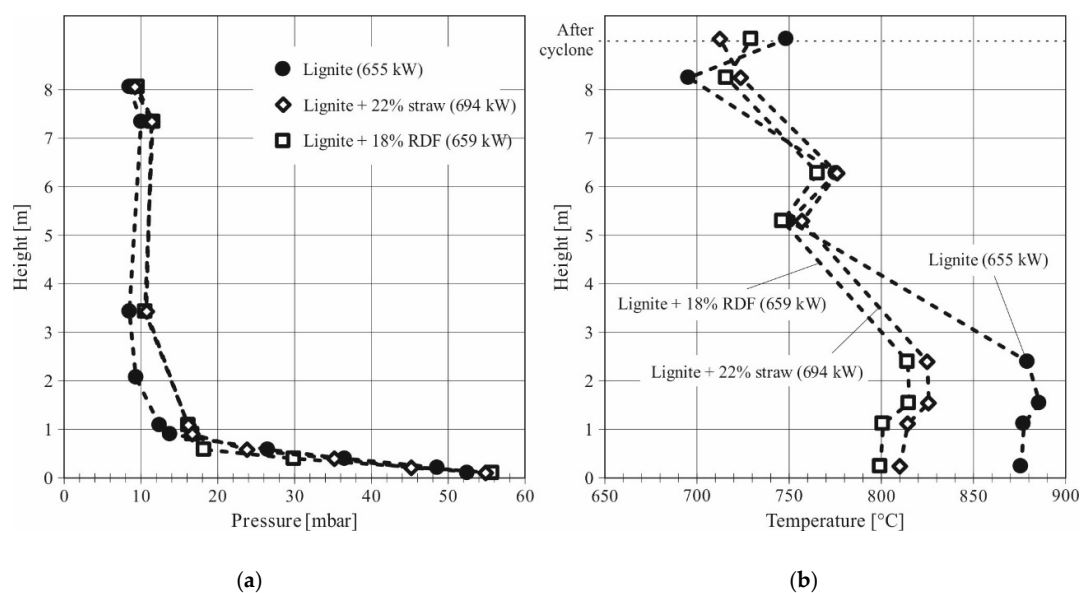 8
7
6
5
4
3
2
1
0
Height [m]
Lignite (655 kW)
Lignite + 22% straw (694 kW)
Lignite + 18% RDF (659 kW)
0 10 20 30 40 50 60
Pressure [mbar]
(a)
After
cyclone
8
7
6
5
4
3
2
1
0
Height [m]
Lignite (655 kW)
Lignite + 18% RDF (659 kW)
Lignite + 22% straw (694 kW)
650 700 750 800 850 900
Temperature [°C]
(b)